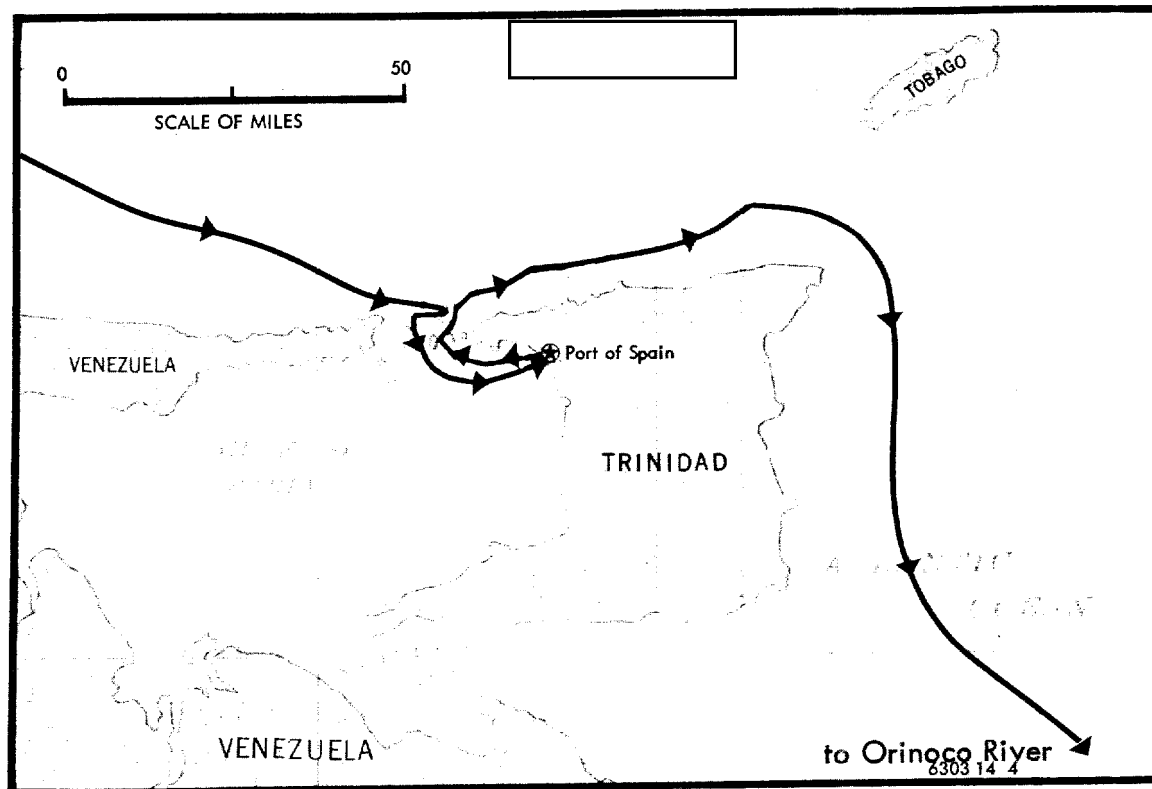 0 50
SCALE OF MILES
TOBAGO
VENEZUELA
Port of Spain
TRINIDAD
VENEZUELA
to Orinoco River
6303 14 4